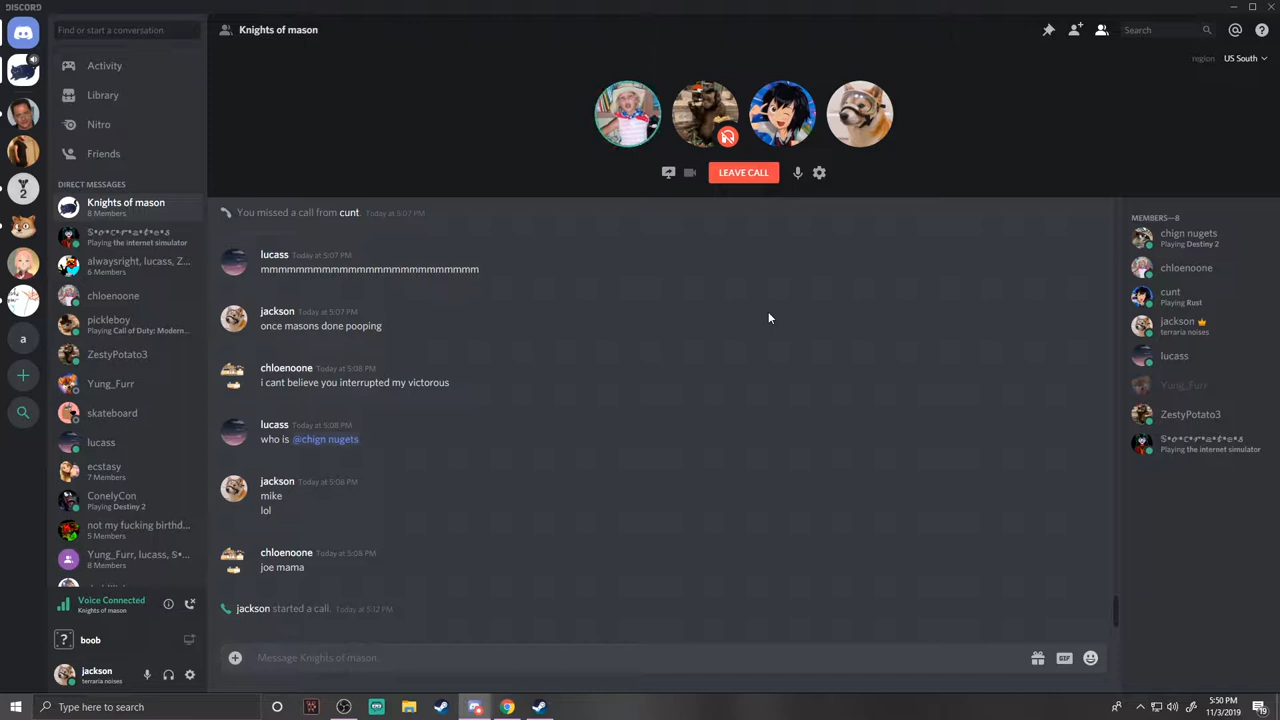 DISCORD
Find or start a conversation
Activity
Library
Nitro
Friends
DIRECT MESSAGES
Knights of mason
8 Members
Playing the internet simulator
alwaysright, lucass, Z...
6 Members
chloenoone
pickleboy
Playing Call of Duty: Modern...
ZestyPotato3
Yung_Furr
skateboard
lucass
ecstasy
7 Members
ConelyCon
Playing Destiny 2
not my fucking birthd...
5 Members
Yung_Furr, lucass, S•...
8 Members
Voice Connected
Knights of mason
boob
jackson
terraria noises
Knights of mason
Search
region US South
LEAVE CALL
You missed a call from cunt. Today at 5:07 PM
lucass Today at 5:07 PM
mmmmmmmmmmmmmmmmmmmmmmmmm
jackson Today at 5:07 PM
once masons done pooping
chloenoone Today at 5:08 PM
i cant believe you interrupted my victorous
lucass Today at 5:08 PM
who is @chign nugets
jackson Today at 5:08 PM
mike
lol
chloenoone Today at 5:08 PM
joe mama
jackson started a call. Today at 5:12 PM
Message Knights of mason
GIF
MEMBERS—8
chign nugets
Playing Destiny 2
chloenoone
cunt
Playing Rust
jackson
terraria noises
lucass
Yung_Furr
ZestyPotato3
Playing the internet simulator
Type here to search
5:50 PM
11/3/2019